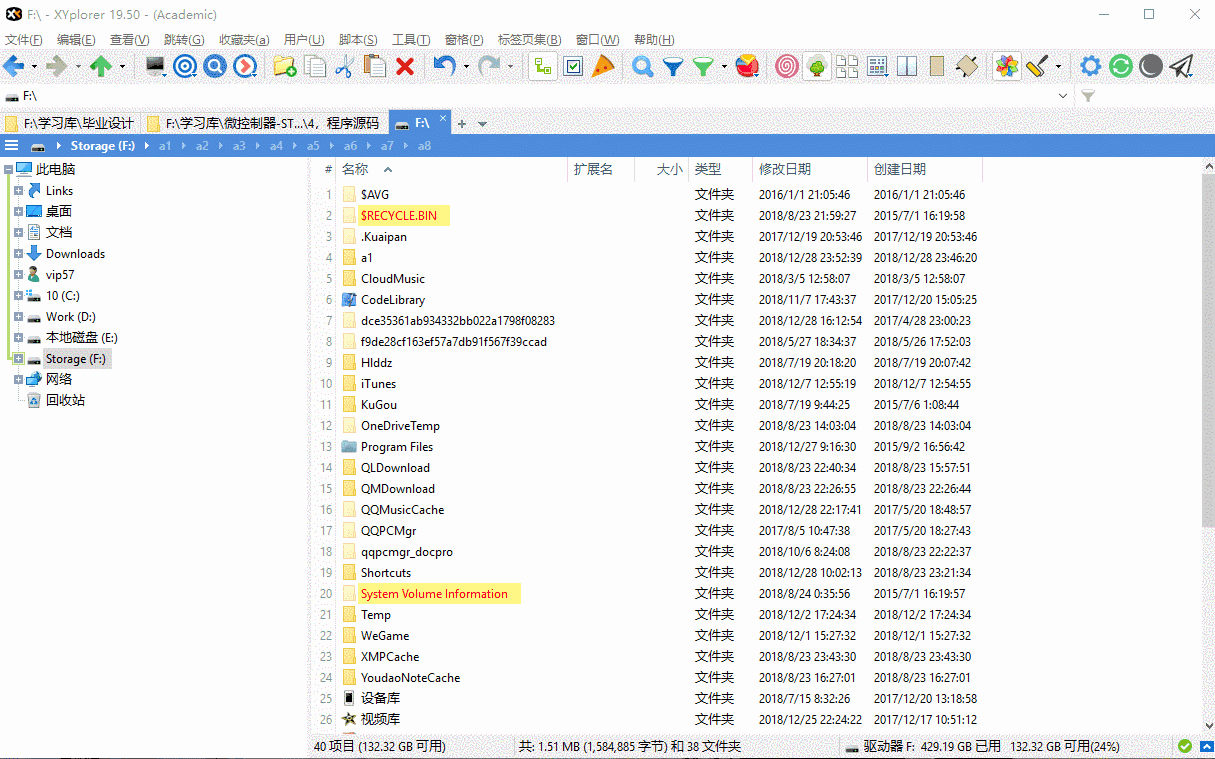 F:\ - XYplorer 19.50 - (Academic)
文件(F) 编辑(E) 查看(V) 跳转(G) 收藏夹(a) 用户(U) 脚本(S) 工具(T) 窗格(P) 标签页集(B) 窗口(W) 帮助(H)
F:\
F:\学习库\毕业设计 F:\学习库\微控制器-ST...\4，程序源码 F:\
Storage (F:) a1 a2 a3 a4 a5 a6 a7 a8
此电脑
Links
桌面
文档
Downloads
vip57
10 (C:)
Work (D:)
本地磁盘 (E:)
Storage (F:)
网络
回收站
# 名称 扩展名 大小 类型 修改日期 创建日期
1 $AVG 文件夹 2016/1/1 21:05:46 2016/1/1 21:05:46
2 $RECYCLE.BIN 文件夹 2018/8/23 21:59:27 2015/7/1 16:19:58
3 .Kuaipan 文件夹 2017/12/19 20:53:46 2017/12/19 20:53:46
4 a1 文件夹 2018/12/28 23:52:39 2018/12/28 23:46:20
5 CloudMusic 文件夹 2018/3/5 12:58:07 2018/3/5 12:58:07
6 CodeLibrary 文件夹 2018/11/7 17:43:37 2017/12/20 15:05:25
7 dce35361ab934332bb022a1798f08283 文件夹 2018/12/28 16:12:54 2017/4/28 23:00:23
8 f9de28cf163ef57a7db91f567f39ccad 文件夹 2018/5/27 18:34:37 2018/5/26 17:52:03
9 Hlddz 文件夹 2018/7/19 20:18:20 2018/7/19 20:07:42
10 iTunes 文件夹 2018/12/7 12:55:19 2018/12/7 12:54:55
11 KuGou 文件夹 2018/7/19 9:44:25 2015/7/6 1:08:44
12 OneDriveTemp 文件夹 2018/8/23 14:03:04 2018/8/23 14:03:04
13 Program Files 文件夹 2018/12/27 9:16:30 2015/9/2 16:56:42
14 QLDownload 文件夹 2018/8/23 22:40:34 2018/8/23 15:57:51
15 QMDownload 文件夹 2018/8/23 22:26:55 2018/8/23 22:26:44
16 QQMusicCache 文件夹 2018/12/28 22:17:41 2017/5/20 18:48:57
17 QQPCMgr 文件夹 2017/8/5 10:47:38 2017/5/20 18:27:43
18 qqpcmgr_docpro 文件夹 2018/10/6 8:24:08 2018/8/23 22:22:37
19 Shortcuts 文件夹 2018/12/28 10:02:13 2018/8/23 23:21:34
20 System Volume Information 文件夹 2018/8/24 0:35:56 2015/7/1 16:19:57
21 Temp 文件夹 2018/12/2 17:24:34 2018/12/2 17:24:34
22 WeGame 文件夹 2018/12/1 15:27:32 2018/12/1 15:27:32
23 XMPCache 文件夹 2018/8/23 23:43:30 2018/8/23 23:43:30
24 YoudaoNoteCache 文件夹 2018/8/23 16:27:01 2018/8/23 16:27:01
25 设备库 文件夹 2018/7/15 8:32:26 2017/12/20 13:18:58
26 视频库 文件夹 2018/12/25 22:24:22 2017/12/17 10:51:12
40 项目 (132.32 GB 可用) 共: 1.51 MB (1,584,885 字节) 和 38 文件夹 驱动器 F: 429.19 GB 已用 132.32 GB 可用(24%)